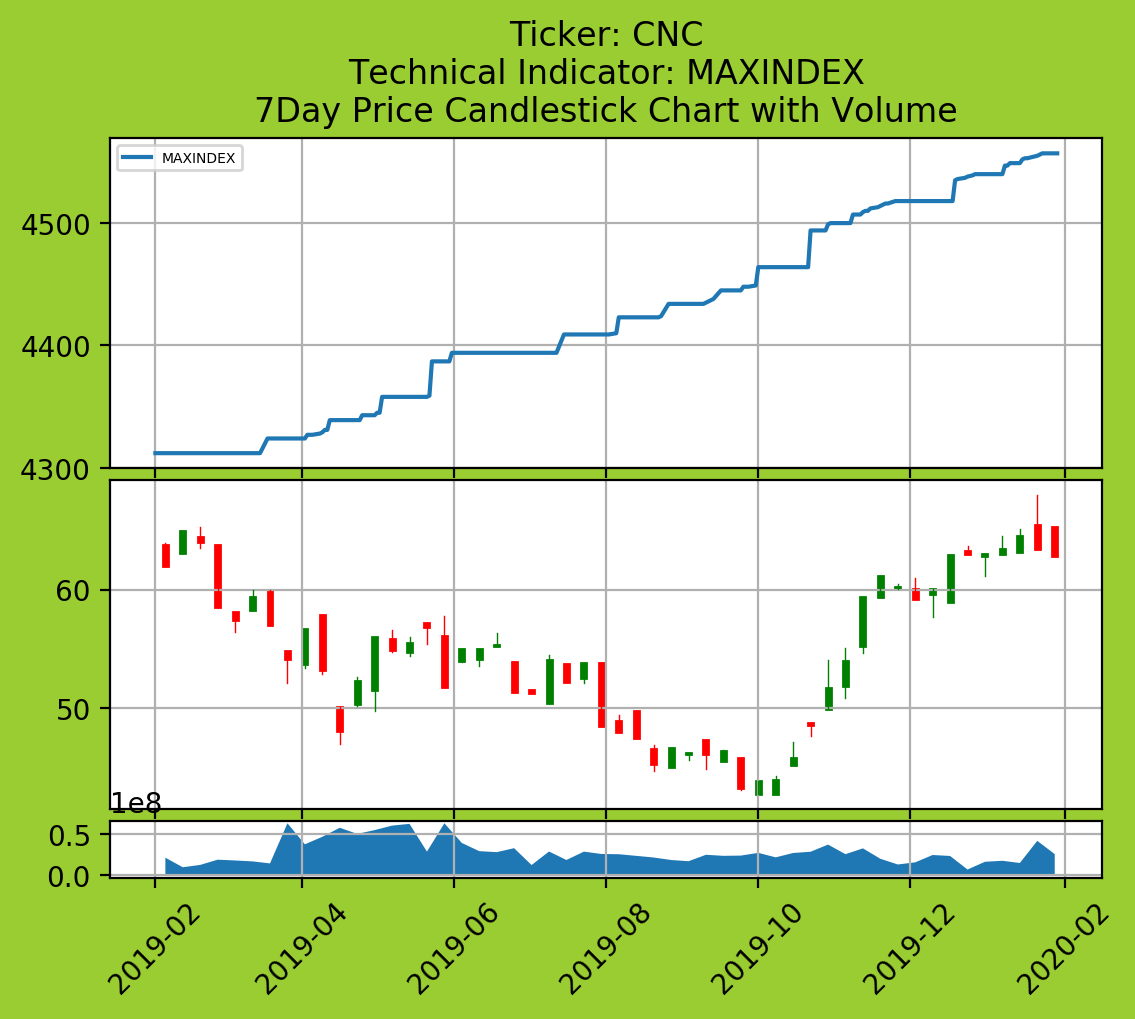 Ticker: CNC
Technical Indicator: MAXINDEX
7Day Price Candlestick Chart with Volume
MAXINDEX
4500
4400
4300
60
50
1e8
0.5
0.0
2019-02
2019-04
2019-06
2019-08
2019-10
2019-12
2020-02